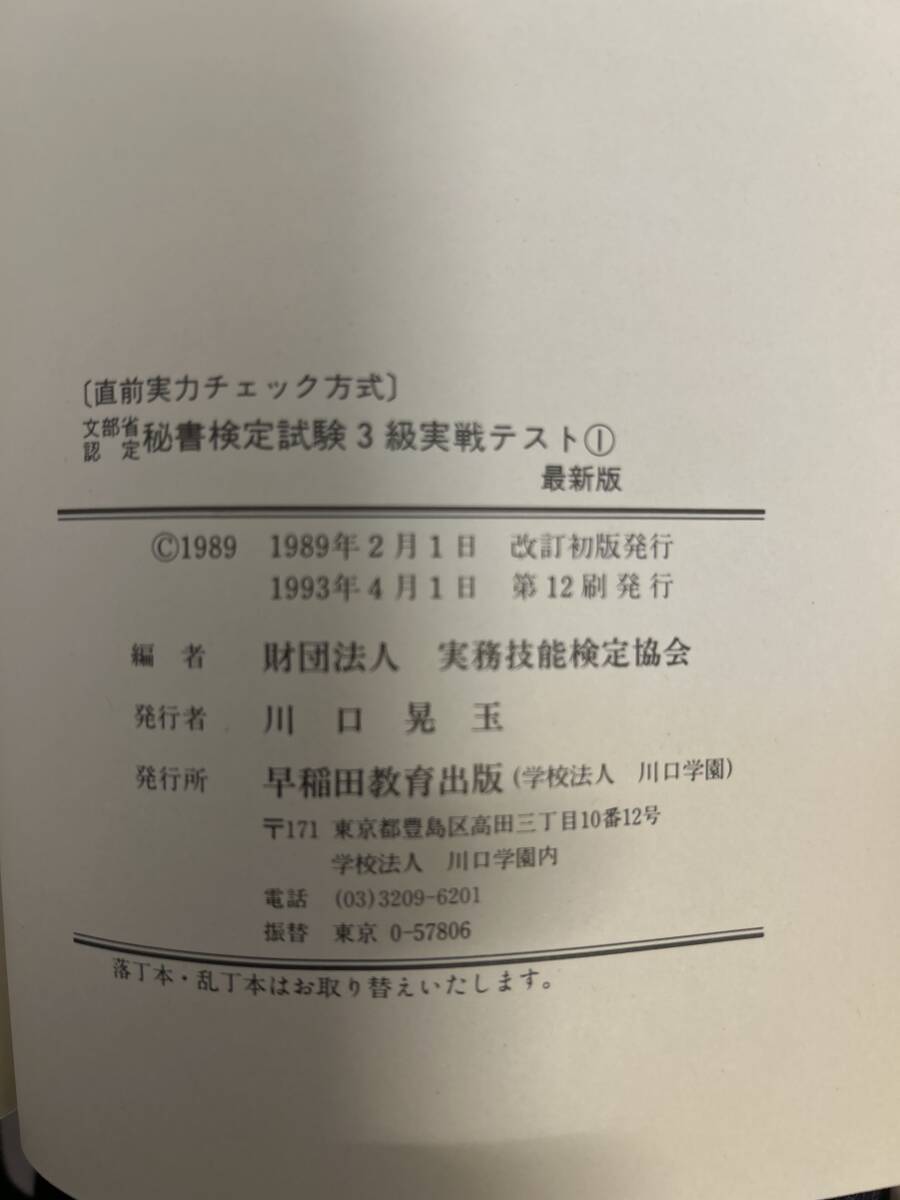 〔直前実力チェック方式〕
文部省認定 秘書検定試験3級実戦テスト①
最新版
©1989 1989年2月1日 改訂初版発行
1993年4月1日 第12刷発行
編者 財団法人 実務技能検定協会
発行者 川口晃玉
発行所 早稲田教育出版(学校法人 川口学園)
〒171 東京都豊島区高田三丁目10番12号
学校法人 川口学園内
電話 (03)3209-6201
振替 東京 0-57806
落丁本・乱丁本はお取り替えいたします。